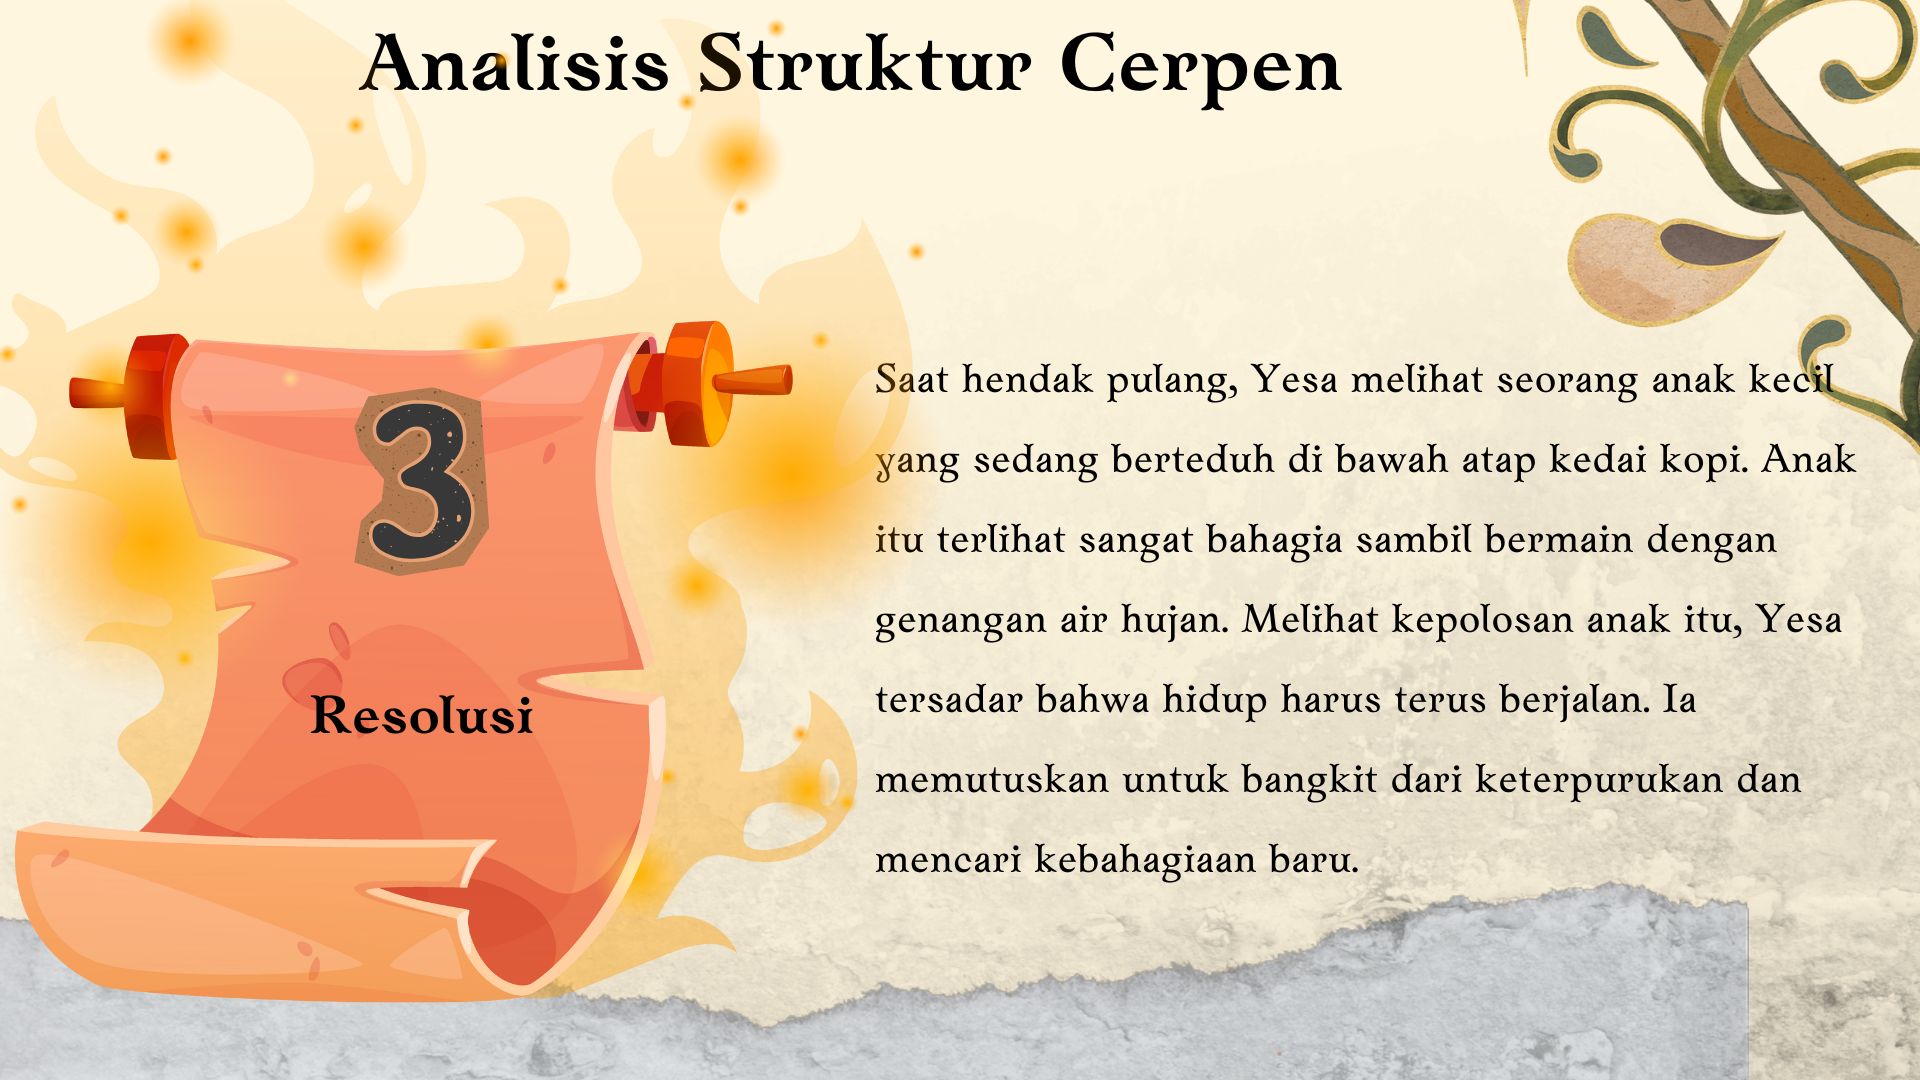 Analisis Struktur Cerpen
3
Resolusi
Saat hendak pulang, Yesa melihat seorang anak kecil
yang sedang berteduh di bawah atap kedai kopi. Anak
itu terlihat sangat bahagia sambil bermain dengan
genangan air hujan. Melihat kepolosan anak itu, Yesa
tersadar bahwa hidup harus terus berjalan. Ia
memutuskan untuk bangkit dari keterpurukan dan
mencari kebahagiaan baru.